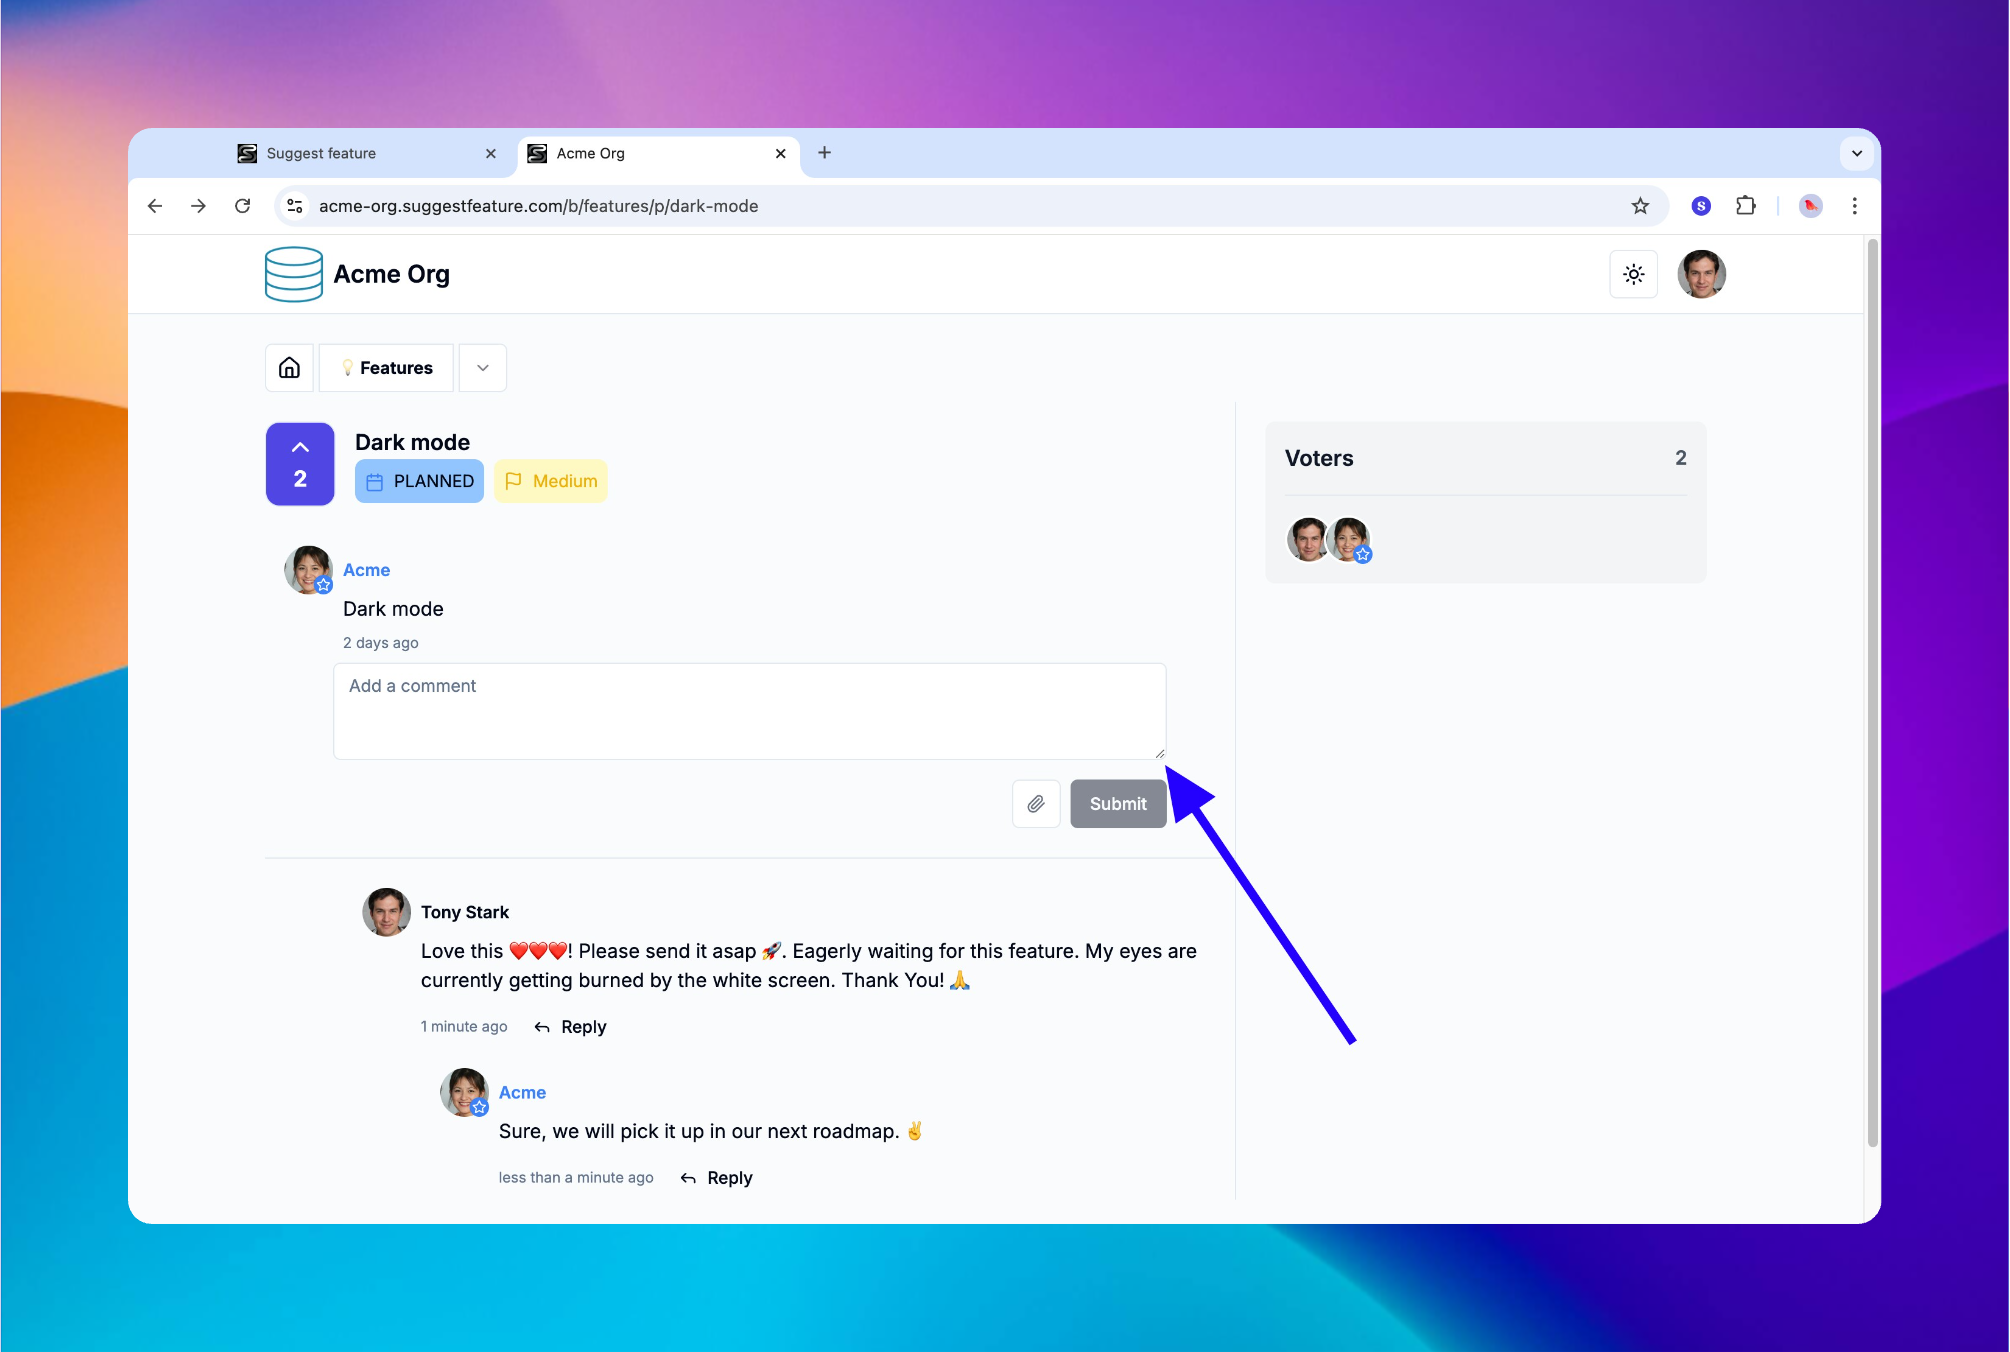 Suggest feature
Acme Org
acme-org.suggestfeature.com/b/features/p/dark-mode
S
Acme Org
💡 Features
2
Dark mode
PLANNED
Medium
Voters
2
Acme
Dark mode
2 days ago
Add a comment
Submit
Tony Stark
Love this ❤️❤️❤️! Please send it asap 🚀. Eagerly waiting for this feature. My eyes are
currently getting burned by the white screen. Thank You! 🙏
1 minute ago
Reply
Acme
Sure, we will pick it up in our next roadmap. ✌️
less than a minute ago
Reply